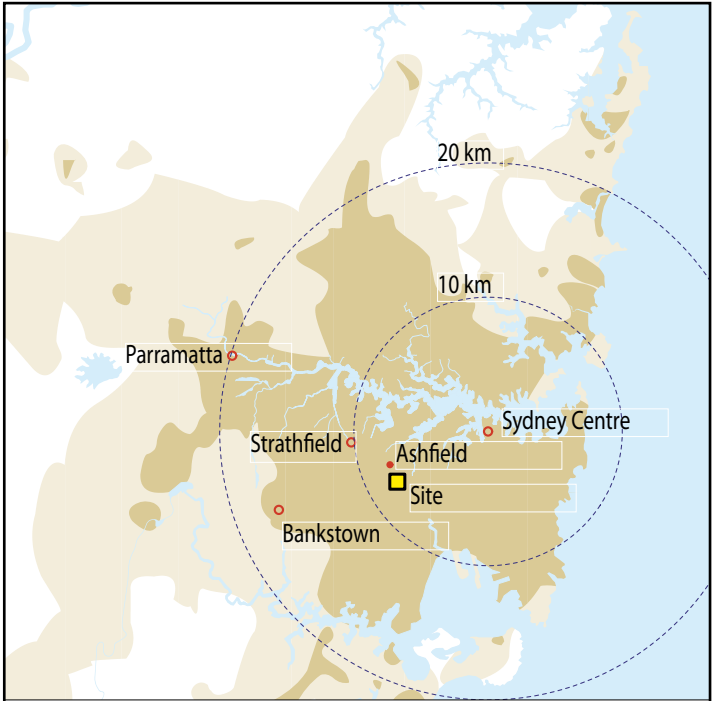 20 km
10 km
Parramatta
Sydney Centre
Strathfield
Ashfield
Site
Bankstown